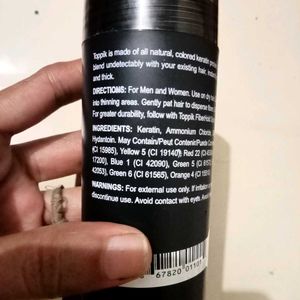 Toppik is made of all natural, colored keratin
blend undetectably with your existing hair,
and thick.
DIRECTIONS: For Men and Women. Use on dry
into thinning areas. Gently pat hair to disperse
For greater durability, follow with Toppik FiberHold
INGREDIENTS: Keratin, Ammonium Chloride,
Hydantoin. May Contain/Peut Contenir/Puede
(CI 15985), Yellow 5 (CI 19140), Red 22
17200), Blue 1 (CI 42090), Green 5 (CI
42053), Green 6 (CI 61565), Orange 4 (CI
WARNINGS: For external use only. If
discontinue use. Avoid contact with eyes.
67820 01101